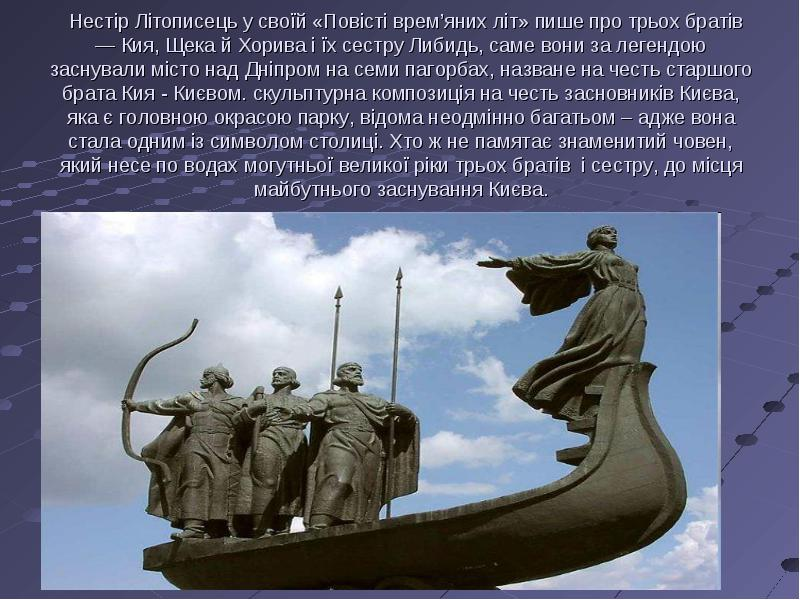 Нестір Літописець у своїй «Повісті врем’яних літ» пише про трьох братів
— Кия, Щека й Хорива і їх сестру Либидь, саме вони за легендою
заснували місто над Дніпром на семи пагорбах, назване на честь старшого
брата Кия - Києвом. скульптурна композиція на честь засновників Києва,
яка є головною окрасою парку, відома неодмінно багатьом – адже вона
стала одним із символом столиці. Хто ж не памятає знаменитий човен,
який несе по водах могутньої великої ріки трьох братів і сестру, до місця
майбутнього заснування Києва.